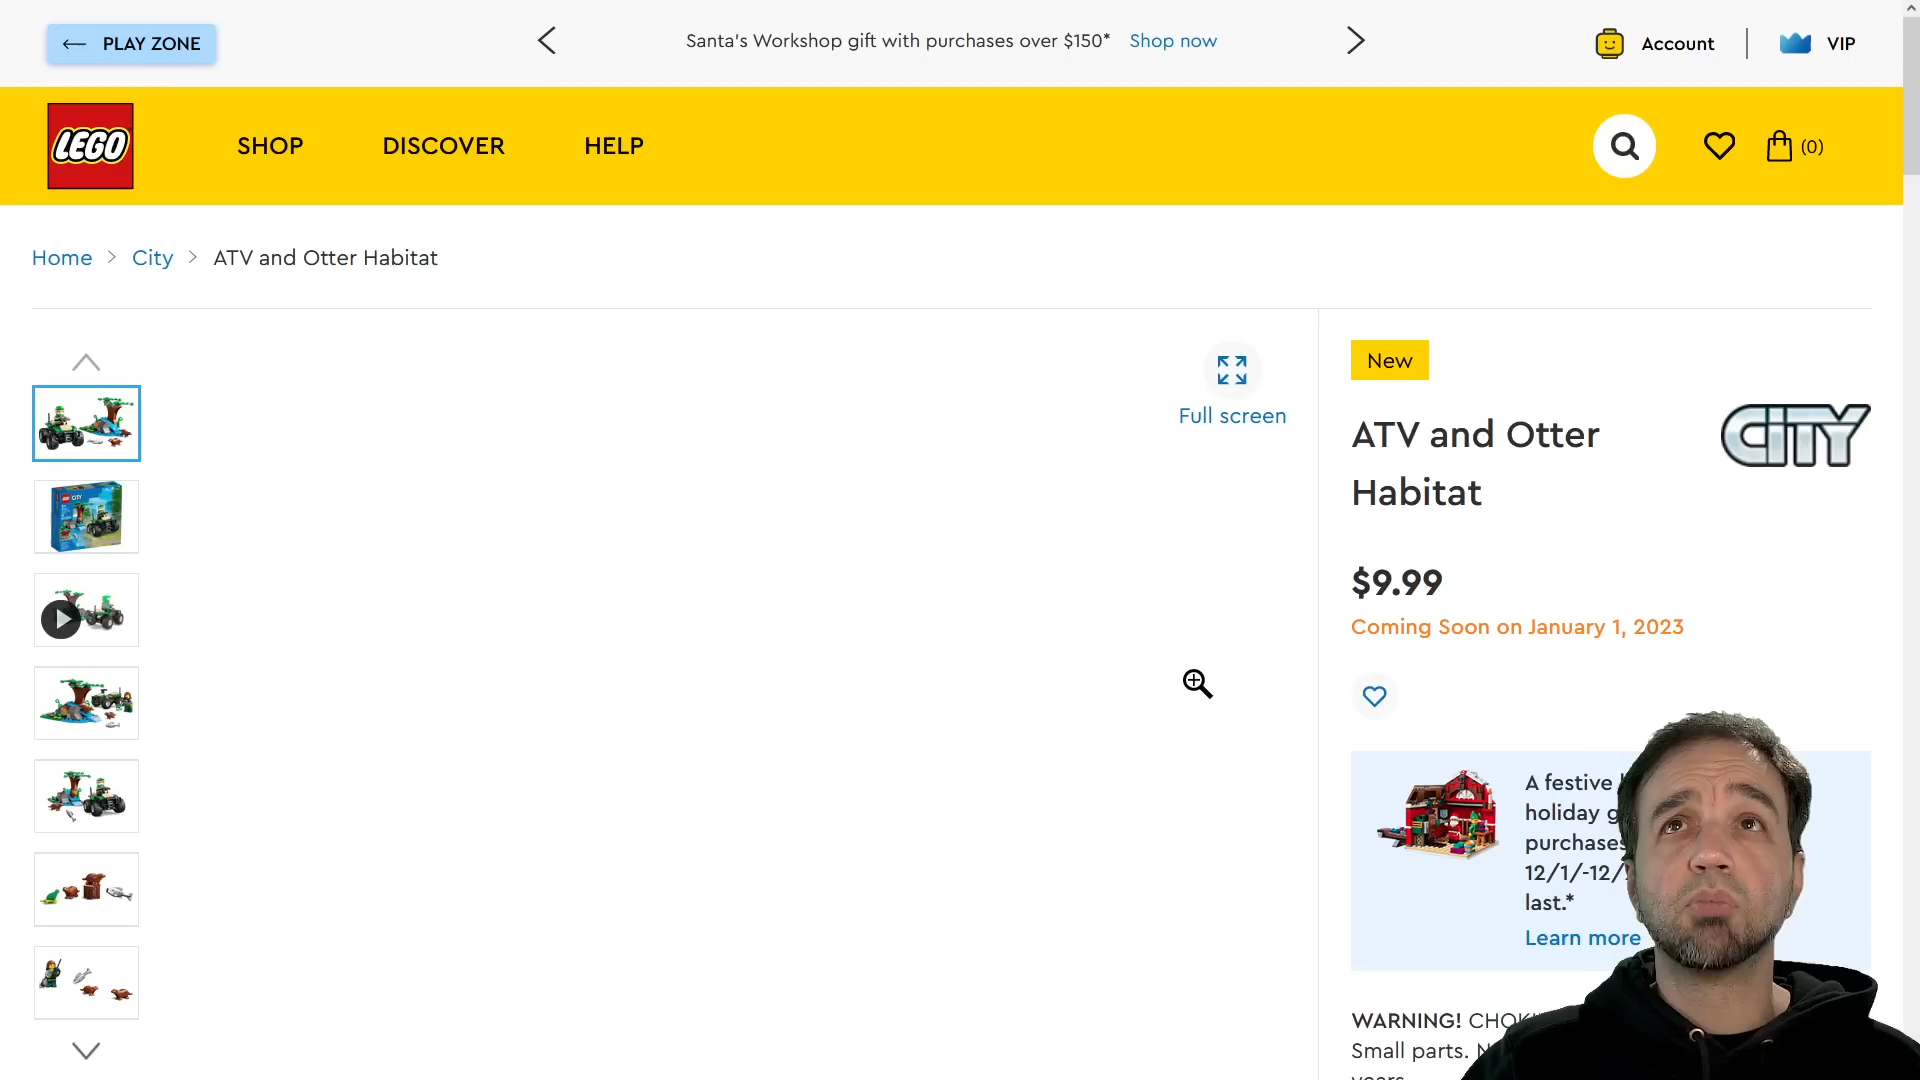 PLAY ZONE
Santa's Workshop gift with purchases over $150* Shop now
Account
VIP
LEGO
SHOP
DISCOVER
HELP
(0)
Home
City
ATV and Otter Habitat
Full screen
New
ATV and Otter
Habitat
CITY
$9.99
Coming Soon on January 1, 2023
A festive
holiday
purchases
12/1/-12/
last.*
Learn more
WARNING!
Small parts.